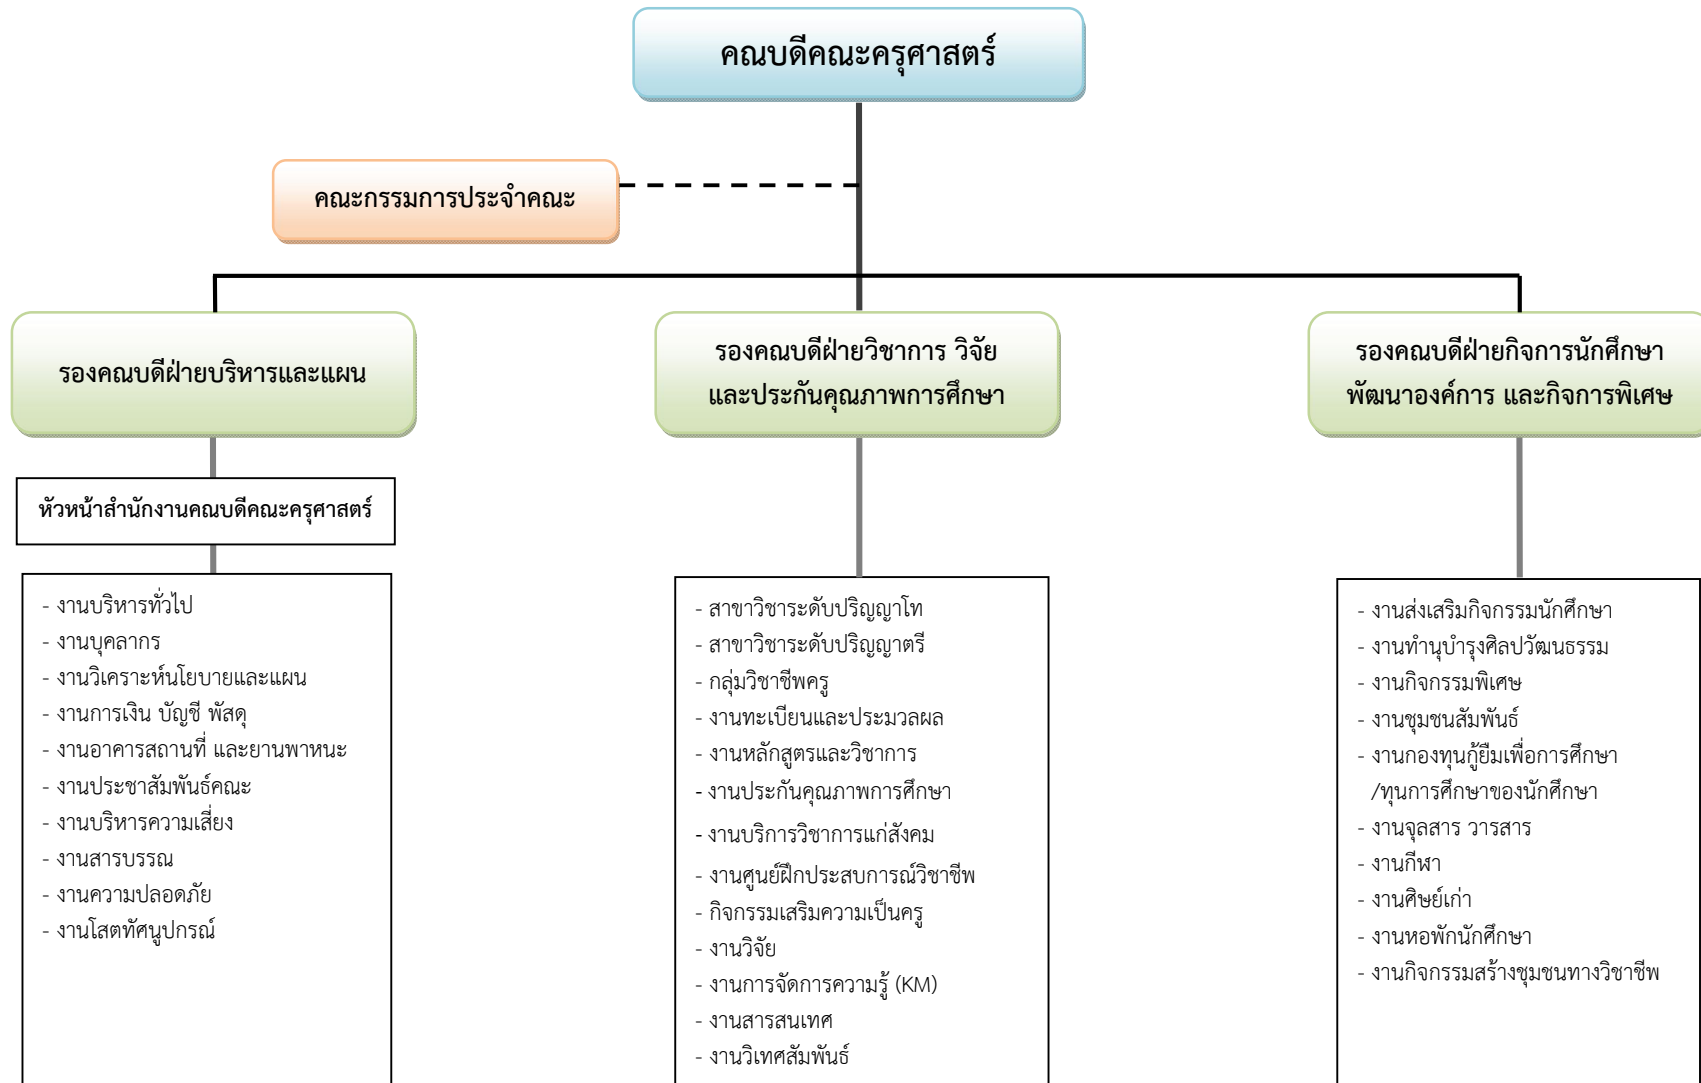 คณบดีคณะครุศาสตร์
คณะกรรมการประจำคณะ
รองคณบดีฝ่ายบริหารและแผน
หัวหน้าสำนักงานคณบดีคณะครุศาสตร์
- งานบริหารทั่วไป
- งานบุคลากร
- งานวิเคราะห์นโยบายและแผน
- งานการเงิน บัญชี พัสดุ
- งานอาคารสถานที่ และยานพาหนะ
- งานประชาสัมพันธ์คณะ
- งานบริหารความเสี่ยง
- งานสารบรรณ
- งานความปลอดภัย
- งานโสตทัศนูปกรณ์
รองคณบดีฝ่ายวิชาการ วิจัย
และประกันคุณภาพการศึกษา
- สาขาวิชาระดับปริญญาโท
- สาขาวิชาระดับปริญญาตรี
- กลุ่มวิชาชีพครู
- งานทะเบียนและประมวลผล
- งานหลักสูตรและวิชาการ
- งานประกันคุณภาพการศึกษา
- งานบริการวิชาการแก่สังคม
- งานศูนย์ฝึกประสบการณ์วิชาชีพ
- กิจกรรมเสริมความเป็นครู
- งานวิจัย
- งานการจัดการความรู้ (KM)
- งานสารสนเทศ
- งานวิเทศสัมพันธ์
รองคณบดีฝ่ายกิจการนักศึกษา
พัฒนาองค์การ และกิจการพิเศษ
- งานส่งเสริมกิจกรรมนักศึกษา
- งานทำนุบำรุงศิลปวัฒนธรรม
- งานกิจกรรมพิเศษ
- งานชุมชนสัมพันธ์
- งานกองทุนกู้ยืมเพื่อการศึกษา
/ทุนการศึกษาของนักศึกษา
- งานจุลสาร วารสาร
- งานกีฬา
- งานศิษย์เก่า
- งานหอพักนักศึกษา
- งานกิจกรรมสร้างชุมชนทางวิชาชีพ